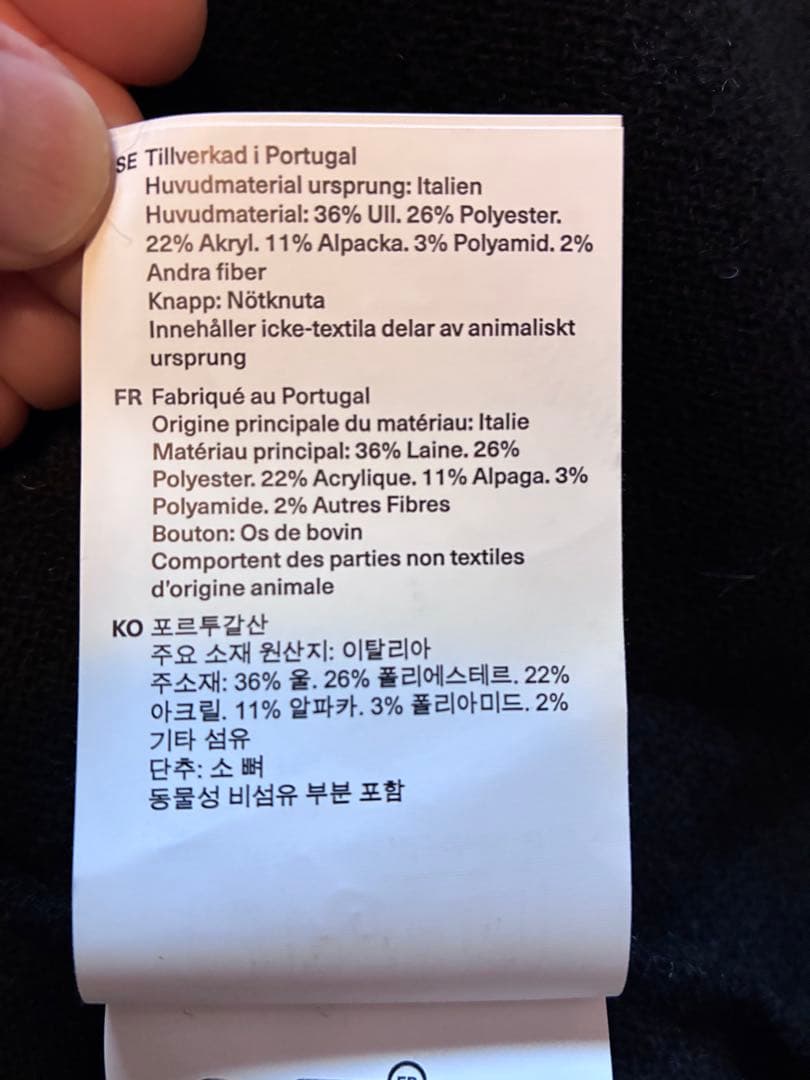 SE Tillverkad i Portugal
Huvudmaterial ursprung: Italien
Huvudmaterial: 36% Ull. 26% Polyester.
22% Akryl. 11% Alpacka. 3% Polyamid. 2%
Andra fiber
Knapp: Nötknuta
Innehåller icke-textila delar av animaliskt
ursprung
FR Fabriqué au Portugal
Origine principale du matériau: Italie
Matériau principal: 36% Laine. 26%
Polyester. 22% Acrylique. 11% Alpaga. 3%
Polyamide. 2% Autres Fibres
Bouton: Os de bovin
Comportent des parties non textiles
d'origine animale
KO 포르투갈산
주요 소재 원산지: 이탈리아
주소재: 36% 울. 26% 폴리에스테르. 22%
아크릴. 11% 알파카. 3% 폴리아미드. 2%
기타 섬유
단추: 소 뼈
동물성 비섬유 부분 포함